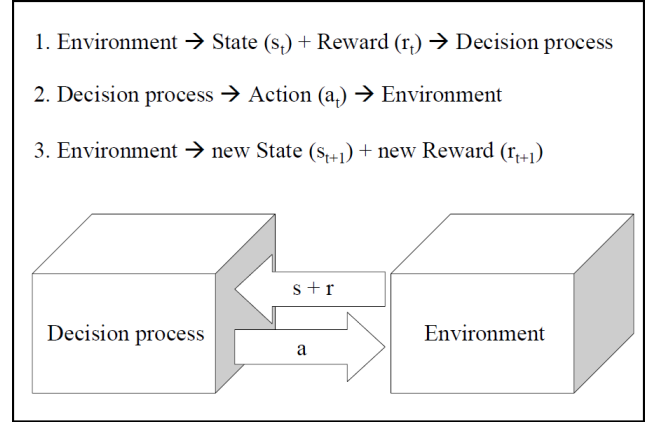 1. Environment → State (sₜ) + Reward (rₜ) → Decision process
2. Decision process → Action (aₜ) → Environment
3. Environment → new State (sₜ₊₁) + new Reward (rₜ₊₁)
s + r
Decision process
Environment
a